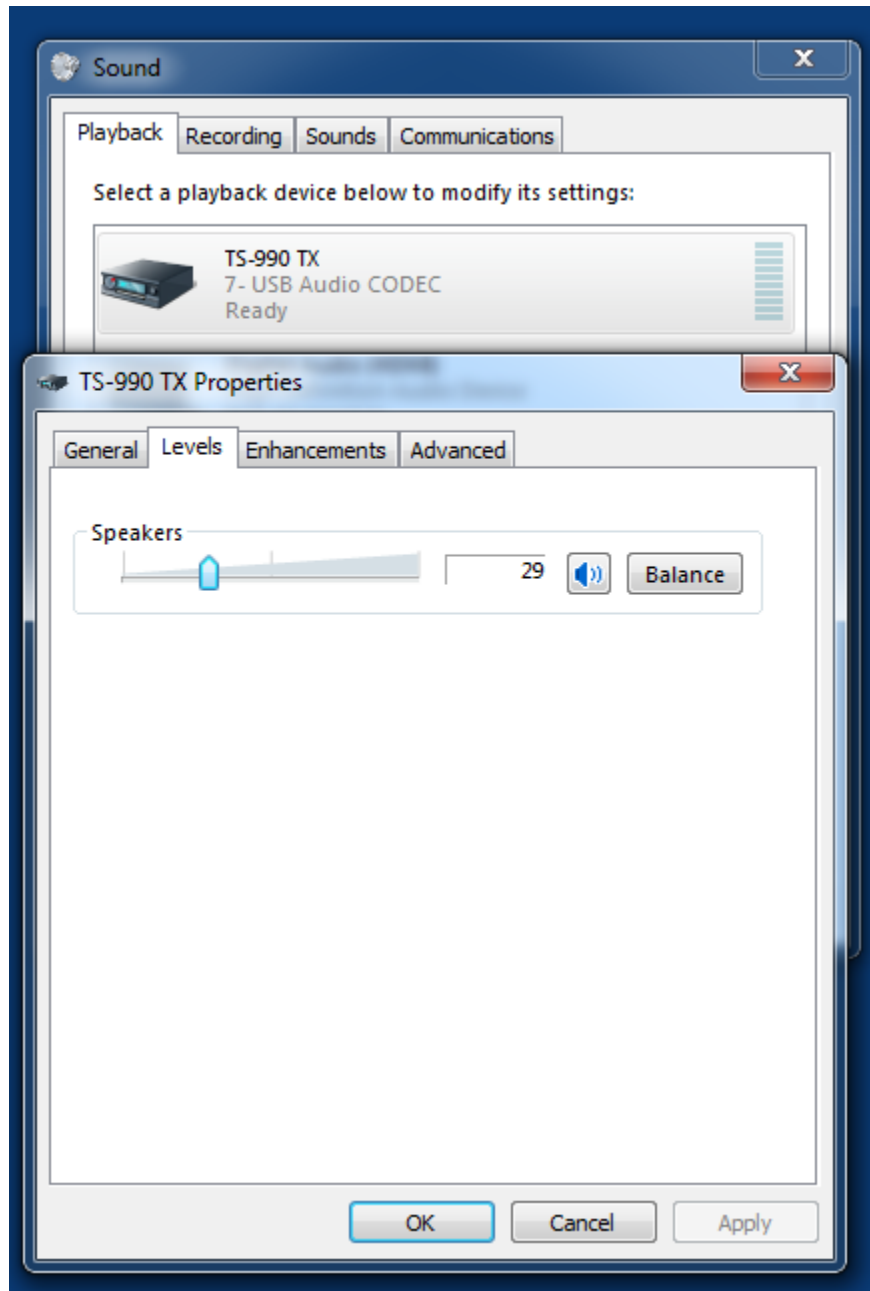 Sound
Playback Recording Sounds Communications
Select a playback device below to modify its settings:
TS-990 TX
7- USB Audio CODEC
Ready
TS-990 TX Properties
General Levels Enhancements Advanced
Speakers
29 Balance
OK Cancel Apply